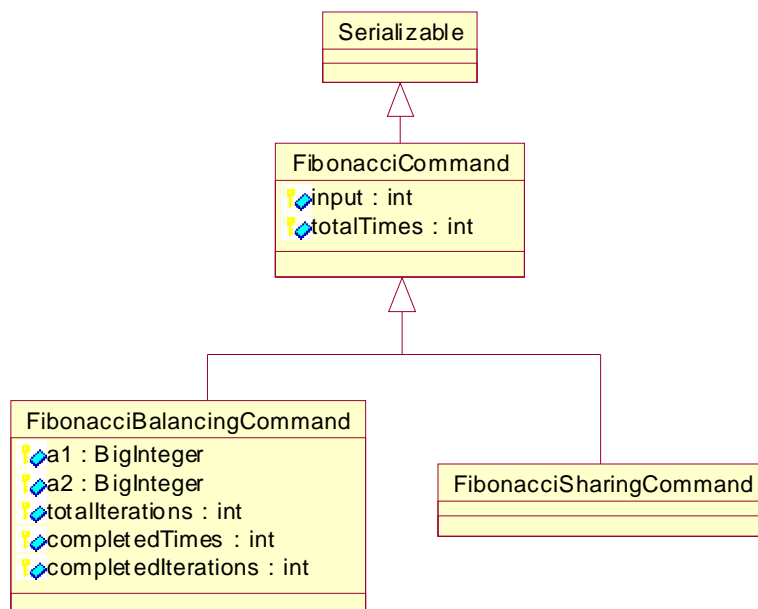 Serializable
FibonacciCommand
input : int
totalTimes : int
FibonacciBalancingCommand
a1 : BigInteger
a2 : BigInteger
totalIterations : int
completedTimes : int
completedIterations : int
FibonacciSharingCommand